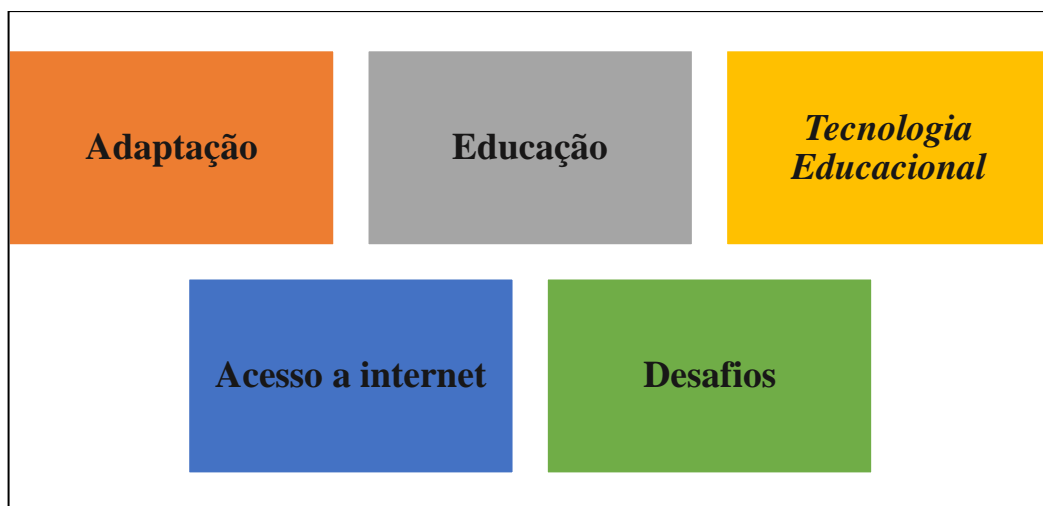 Adaptação
Educação
Tecnologia
Educacional
Acesso a internet
Desafios